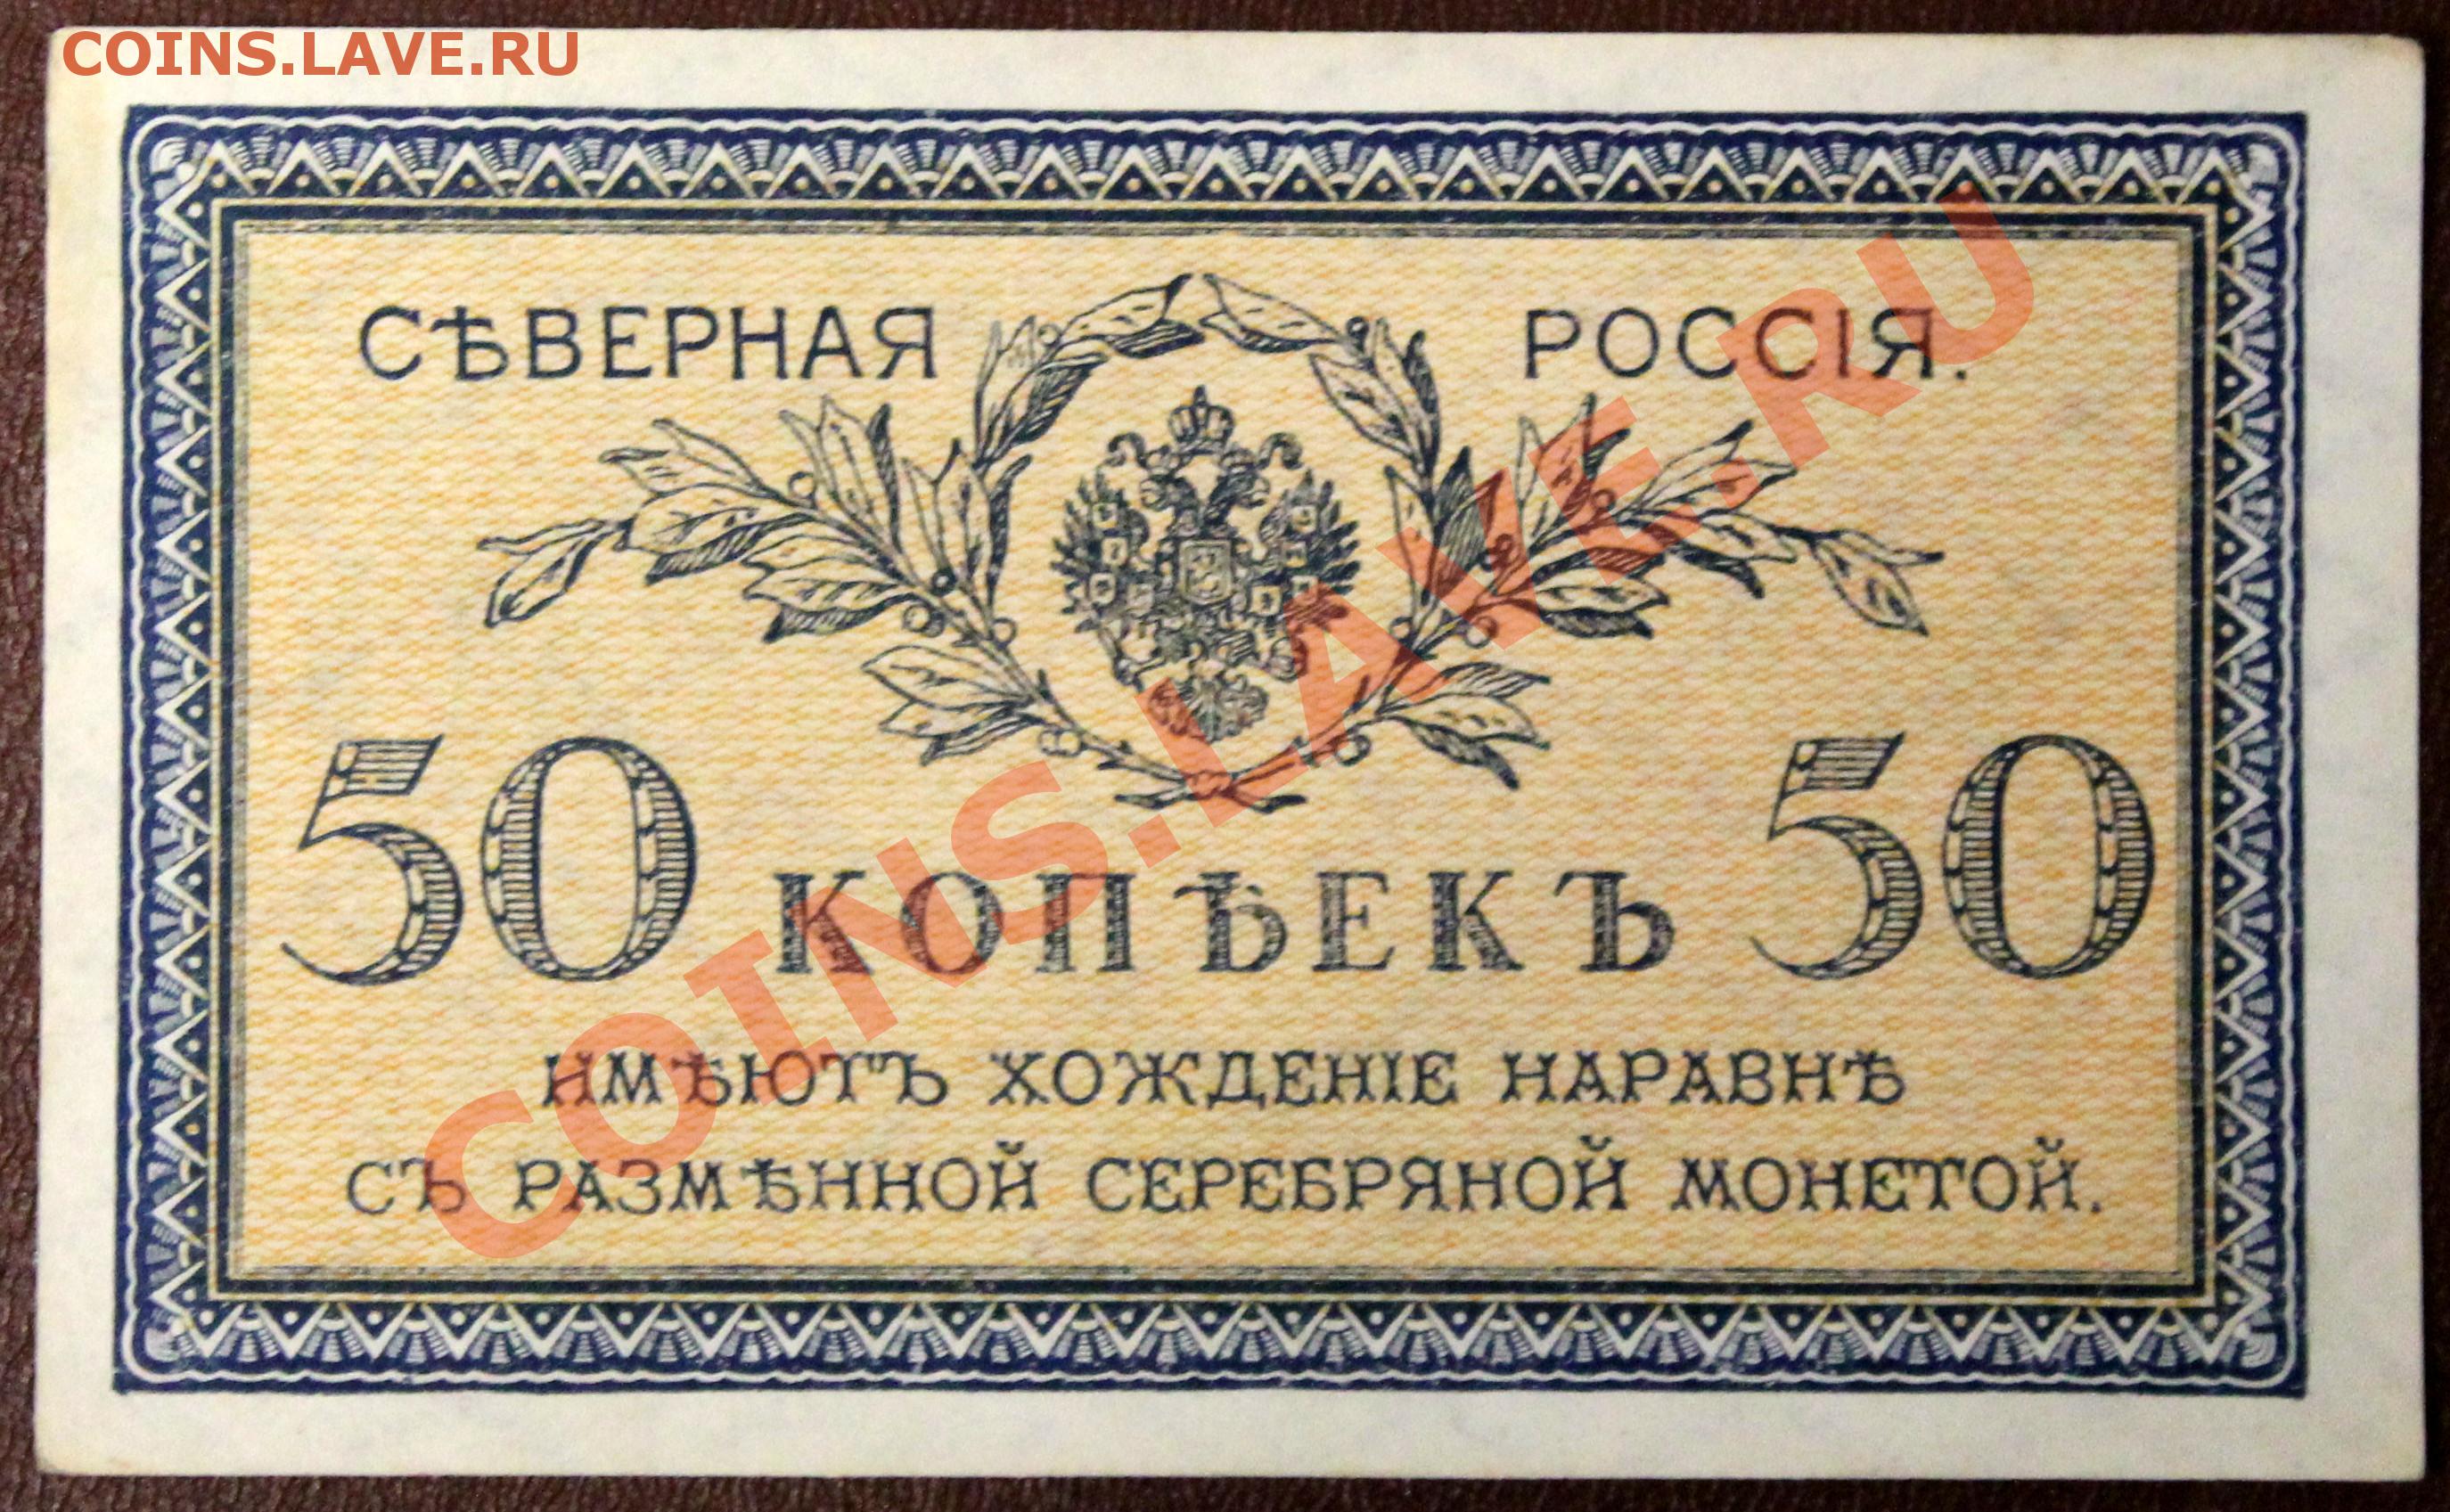 COINS.LAVE.RU
СѢВЕРНАЯ РОССІЯ.
50 КОПѢЕКЪ 50
ИМѢЮТЪ ХОЖДЕНІЕ НАРАВНѢ
СЪ РАЗМѢННОЙ СЕРЕБРЯНОЙ МОНЕТОЙ.
COINS.LAVE.RU